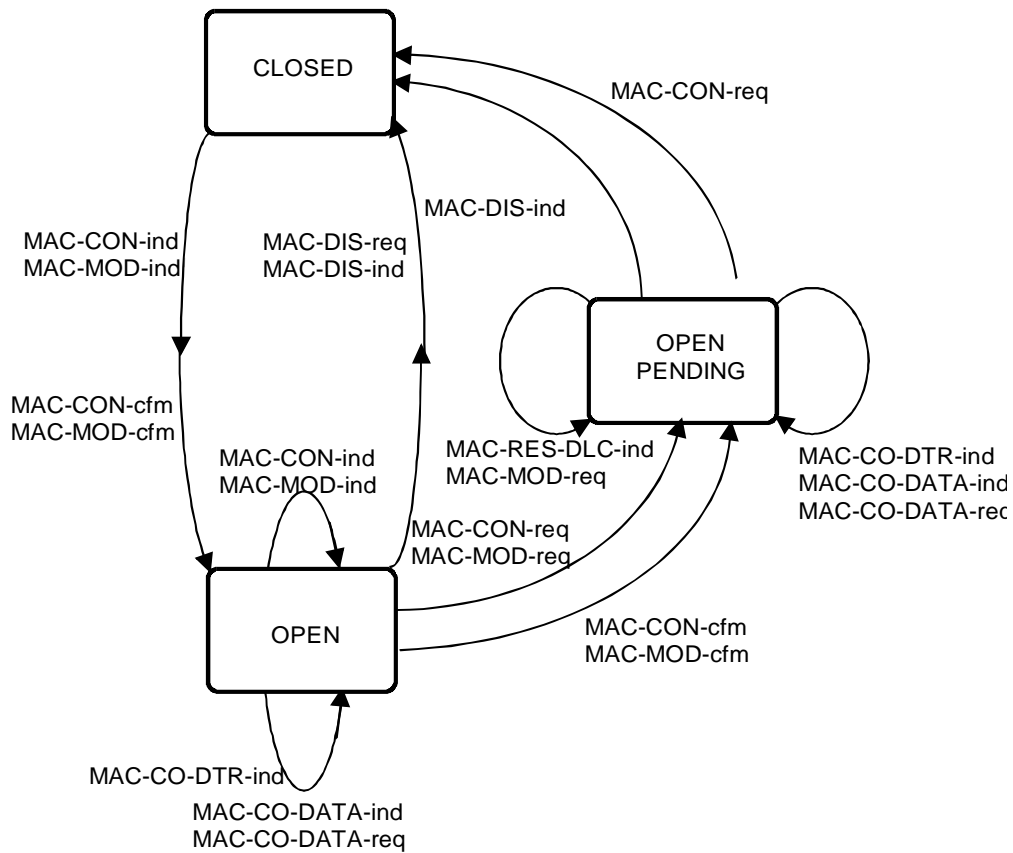 CLOSED
MAC-CON-req
MAC-DIS-ind
MAC-CON-ind
MAC-MOD-ind
MAC-DIS-req
MAC-DIS-ind
OPEN
PENDING
MAC-CON-cfm
MAC-MOD-cfm
MAC-CON-ind
MAC-MOD-ind
MAC-RES-DLC-ind
MAC-MOD-req
MAC-CO-DTR-ind
MAC-CO-DATA-ind
MAC-CO-DATA-req
MAC-CON-req
MAC-MOD-req
OPEN
MAC-CON-cfm
MAC-MOD-cfm
MAC-CO-DTR-ind
MAC-CO-DATA-ind
MAC-CO-DATA-req